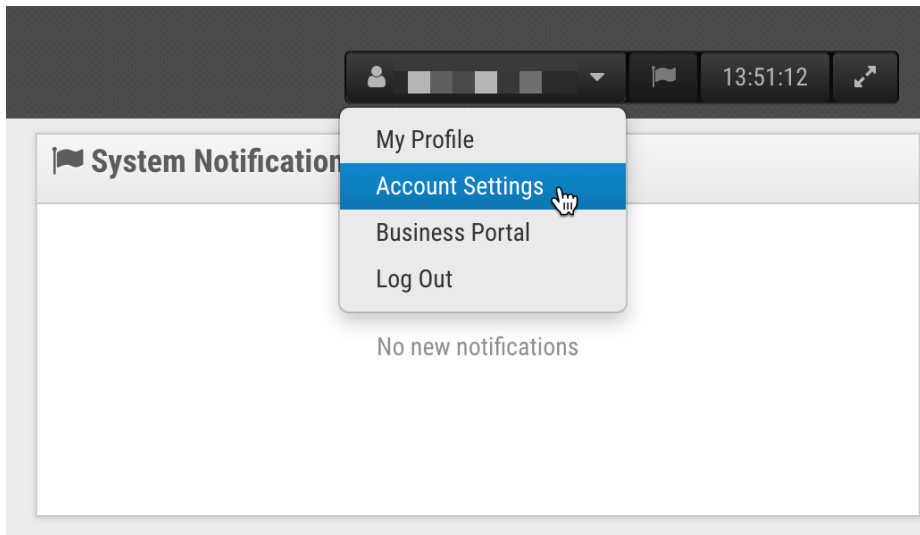 13:51:12
My Profile
System Notification
Account Settings
Business Portal
Log Out
No new notifications